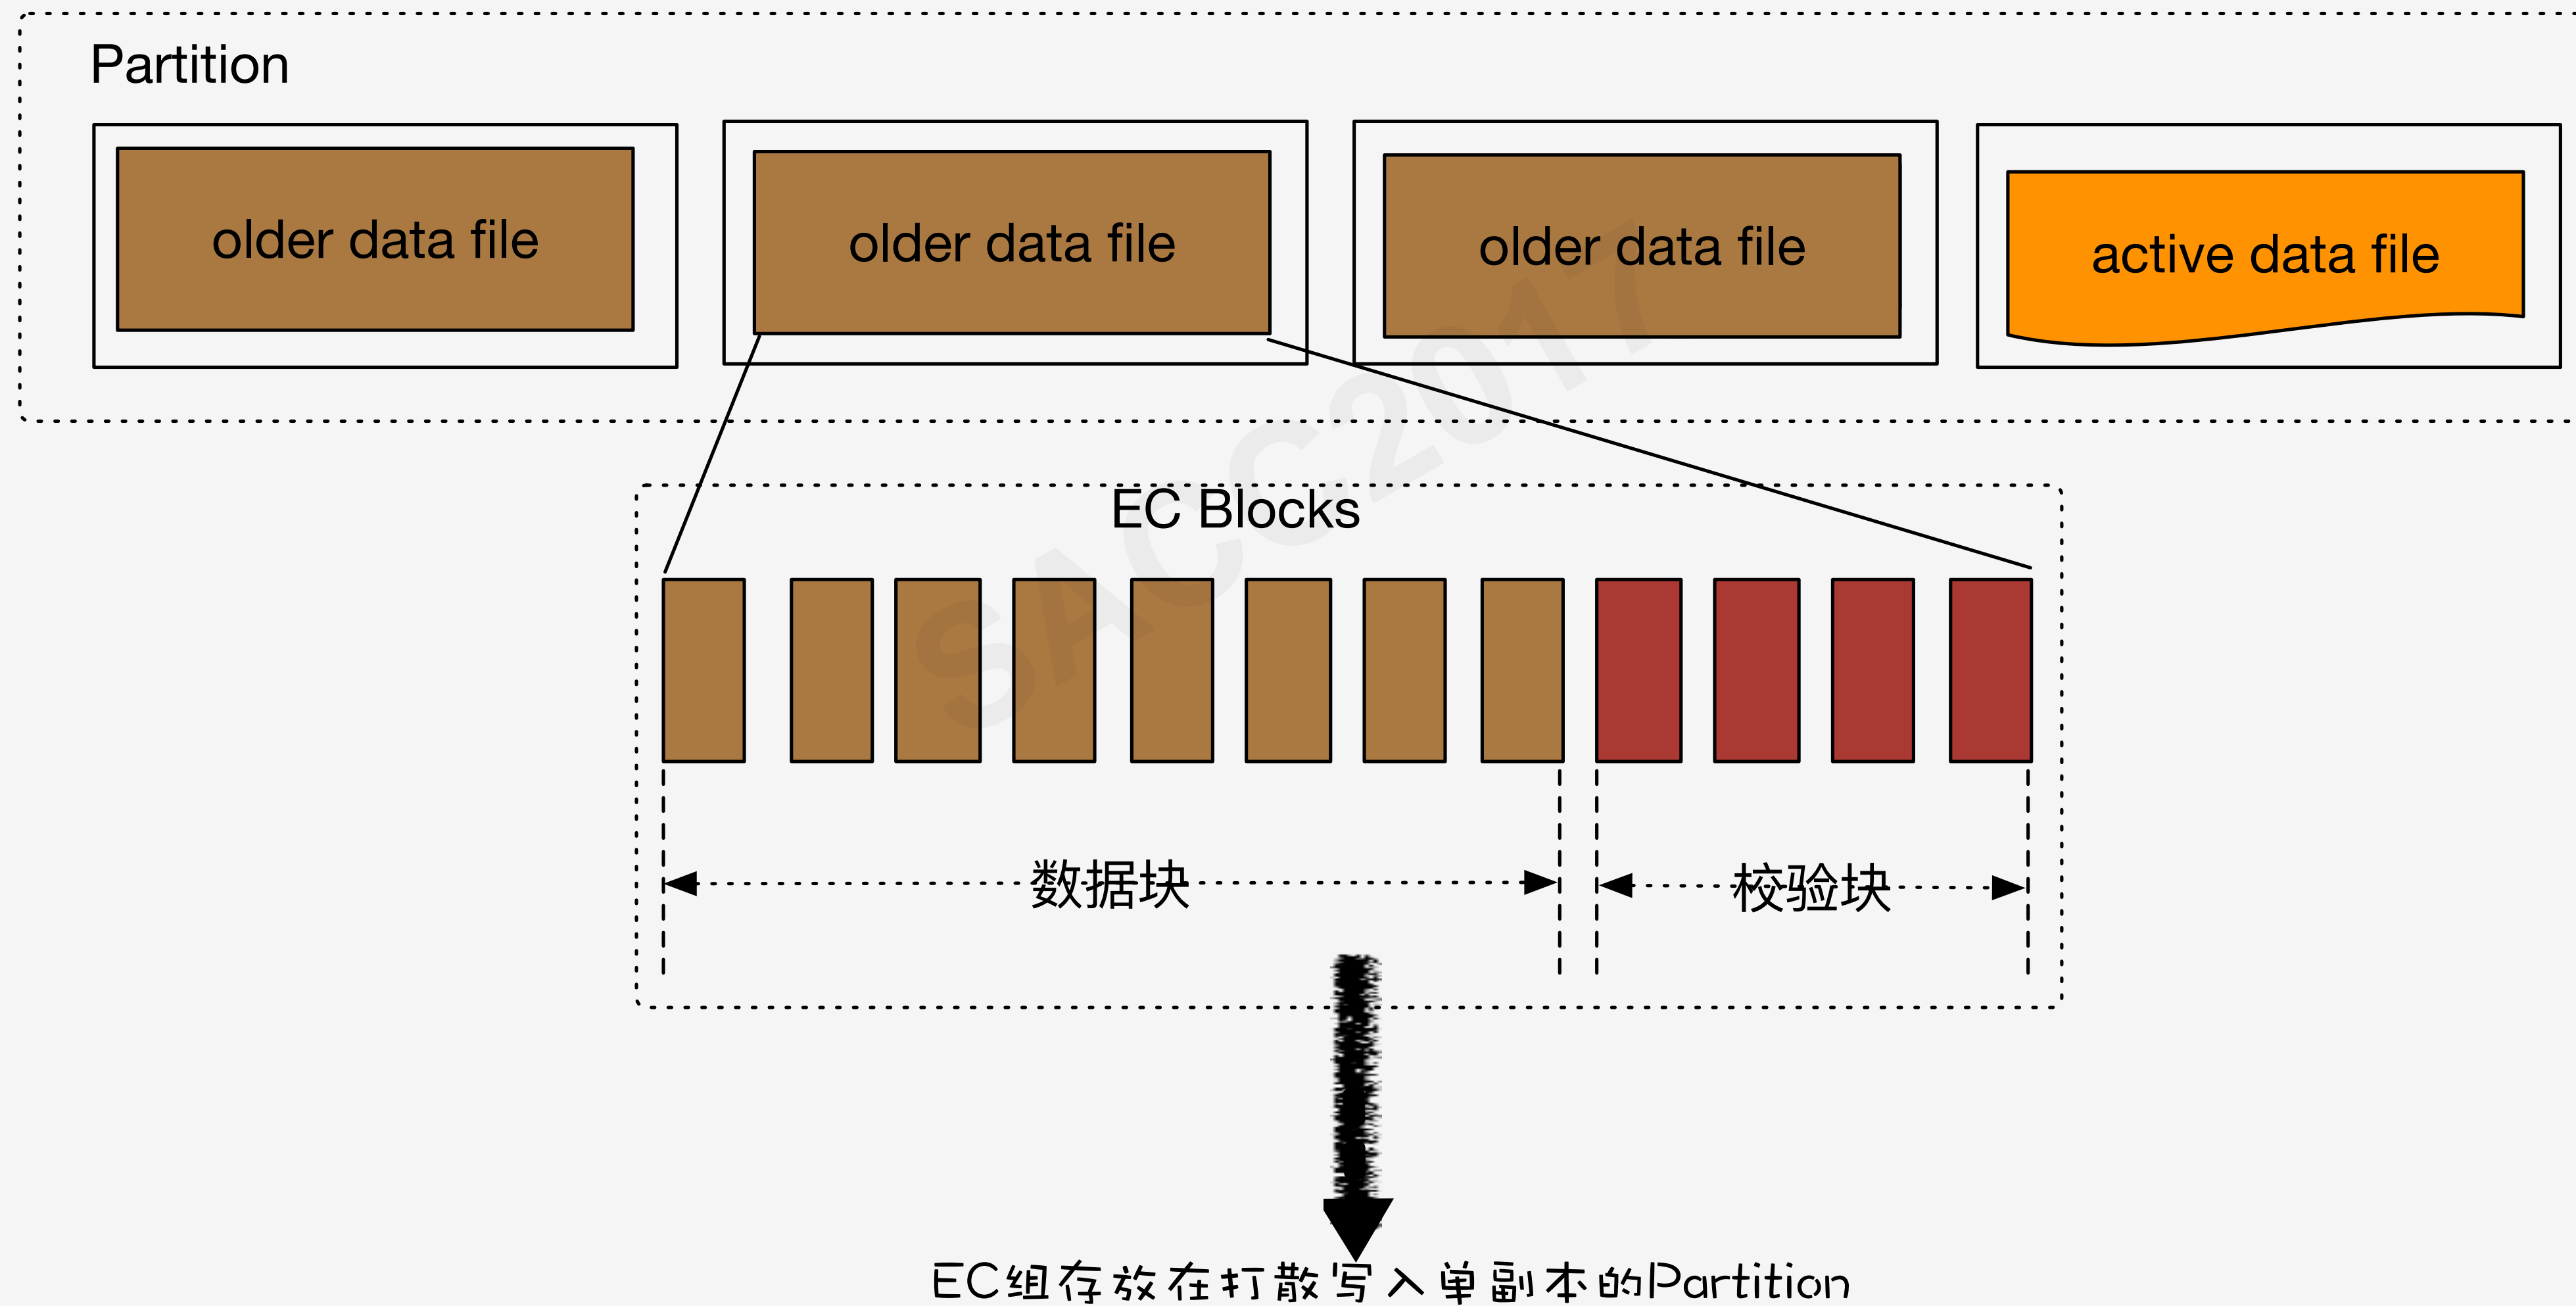 Partition
older data file
older data file
older data file
active data file
SACC2017
EC Blocks
数据块
校验块
EC组存放在打散写入单副本的Partition